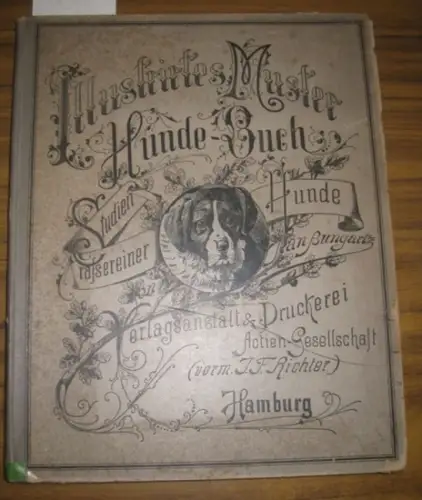 Illustrirtes Muster
Hunde-Buch
Studien
rassereiner
Hunde
Jean Bungartz
Verlagsanstalt & Druckerei
Actien-Gesellschaft
(vorm. J. F. Richter)
Hamburg